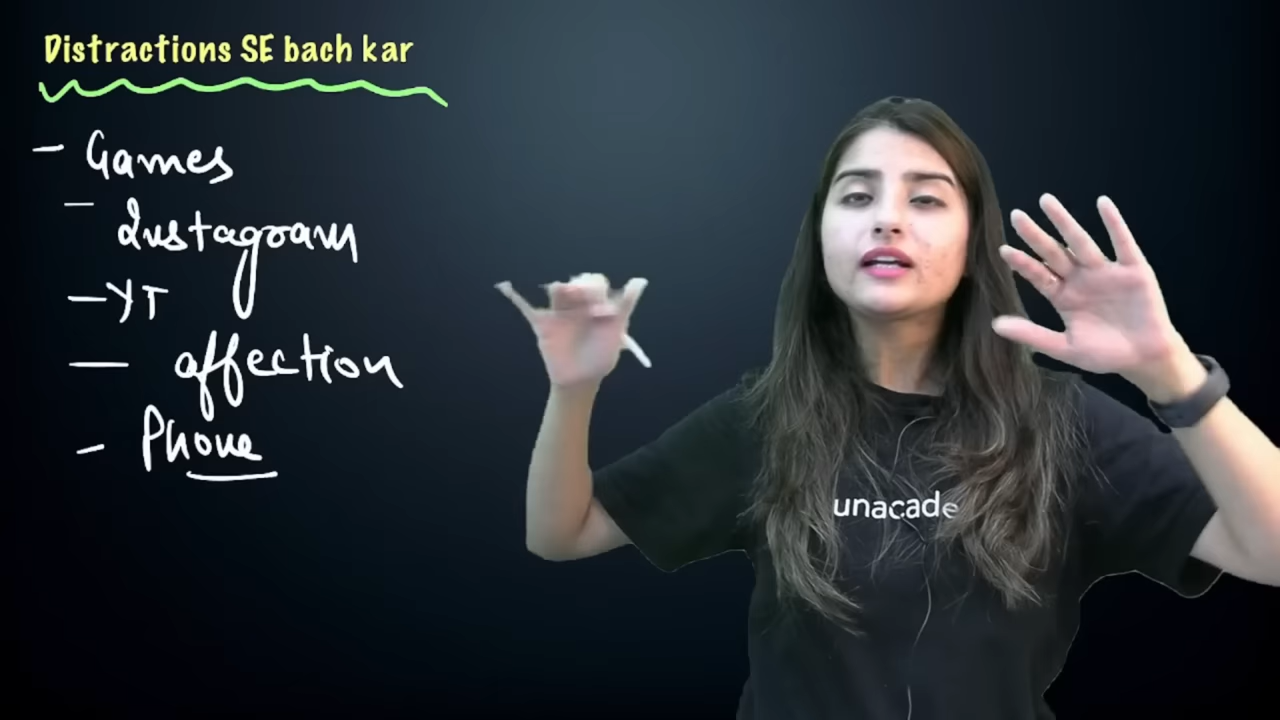 Distractions SE bach kar
- Games
- Instagram
- YT
- affection
- Phone
unacade